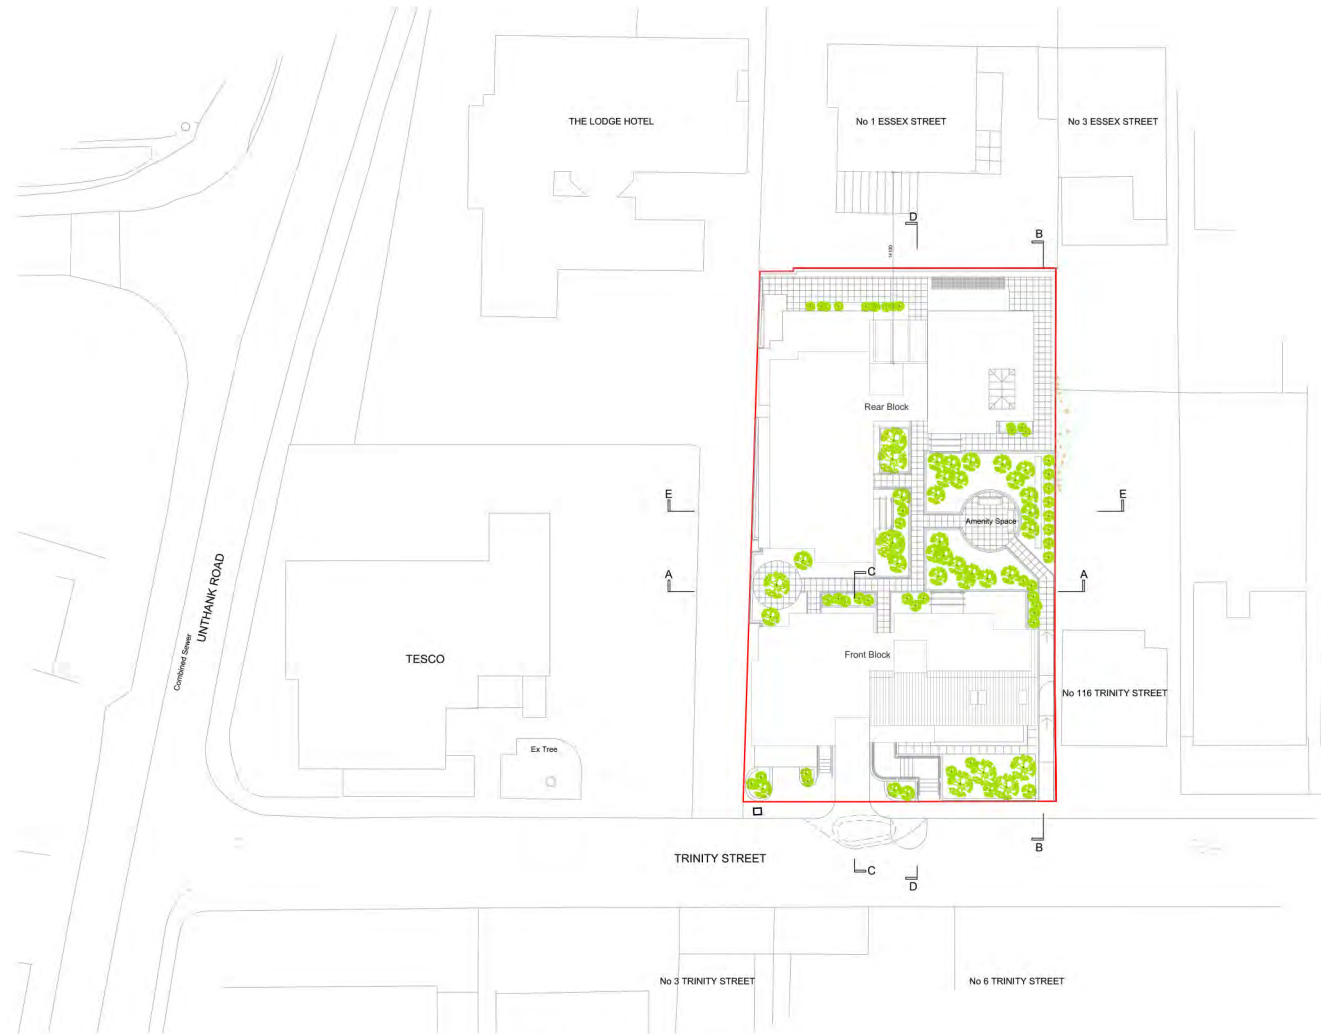 THE LODGE HOTEL
No 1 ESSEX STREET
No 3 ESSEX STREET
D
B
14100
Rear Block
E
E
Amenity Space
UNTHANK ROAD
Combined Sewer
A
C
A
TESCO
Front Block
No 116 TRINITY STREET
Ex Tree
TRINITY STREET
C
D
B
No 3 TRINITY STREET
No 6 TRINITY STREET